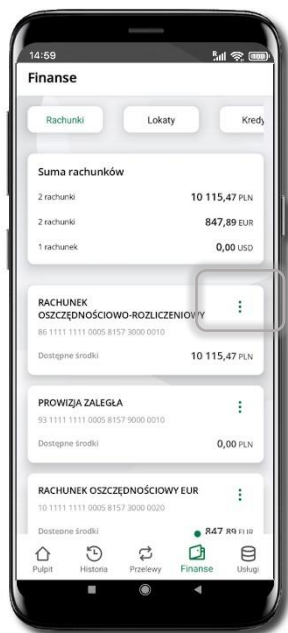 14:59
Finanse
Rachunki Lokaty Kredy
Suma rachunków
2 rachunki 10 115,47 PLN
2 rachunki 847,89 EUR
1 rachunek 0,00 USD
RACHUNEK
OSZCZĘDNOŚCIOWO-ROZLICZENIOWY
86 1111 1111 0005 8157 3000 0010
Dostępne środki 10 115,47 PLN
PROWIZJA ZALEGŁA
93 1111 1111 0005 8157 9000 0010
Dostępne środki 0,00 PLN
RACHUNEK OSZCZĘDNOŚCIOWY EUR
10 1111 1111 0005 8157 3000 0020
Dostępne środki 847,89 EUR
Pulpit Historia Przelewy Finanse Usługi